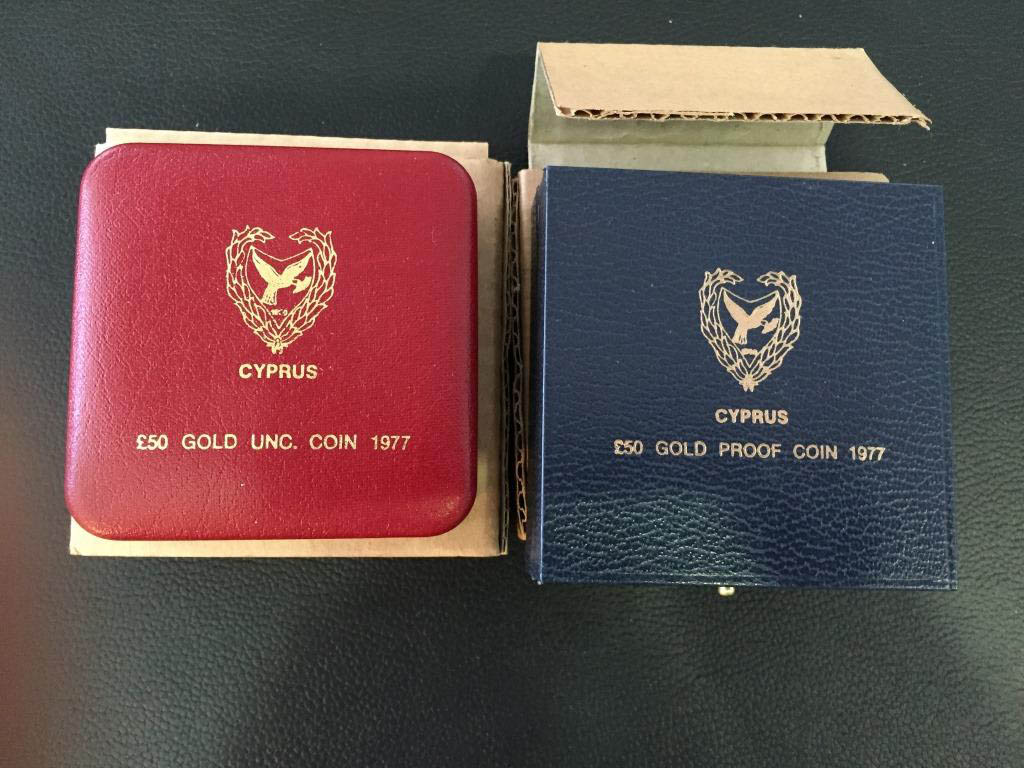 CYPRUS
£50 GOLD UNC. COIN 1977
CYPRUS
£50 GOLD PROOF COIN 1977